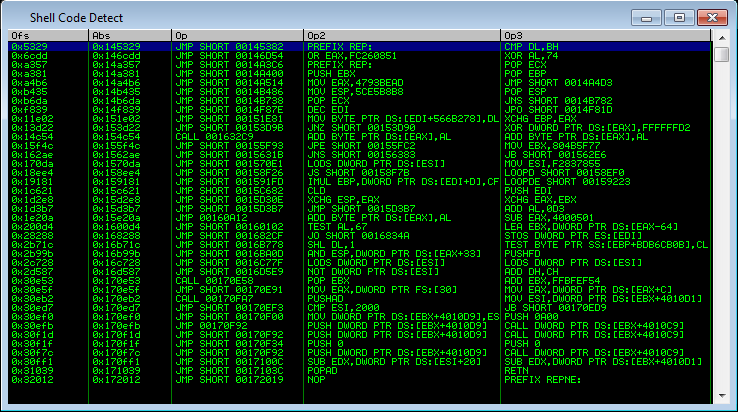 Shell Code Detect
Ofs Abs Op Op2 Op3
0x5329 0x145329 JMP SHORT 00145382 PREFIX REP: CMP DL,BH
0x6cdd 0x146cdd JMP SHORT 00146D54 OR EAX,FC260851 XOR AL,74
0xa357 0x14a357 JMP SHORT 0014A3C6 PREFIX REP: POP ECX
0xa381 0x14a381 JMP SHORT 0014A400 PUSH EBX POP EBP
0xa4b6 0x14a4b6 JMP SHORT 0014A514 MOV EAX,4793BEAD JMP SHORT 0014A4D3
0xb435 0x14b435 JMP SHORT 0014B486 MOV ESP,5CE5B8B8 POP ESP
0xb6da 0x14b6da JMP SHORT 0014B738 POP ECX JNS SHORT 0014B782
0xf839 0x14f839 JMP SHORT 0014F87E DEC EDI JPO SHORT 0014F81D
0x11e02 0x151e02 JMP SHORT 00151E81 MOV BYTE PTR DS:[EDI+566B278],DL XCHG EBP,EAX
0x13d22 0x153d22 JMP SHORT 00153D9B JNZ SHORT 00153D90 XOR DWORD PTR DS:[EAX],FFFFFFD2
0x14c54 0x154c54 CALL 001632C9 ADD BYTE PTR DS:[EAX],AL ADD BYTE PTR DS:[EAX],AL
0x15f4c 0x155f4c JMP SHORT 00155F93 JPE SHORT 00155FC2 MOV EBX,804B5F77
0x162ae 0x1562ae JMP SHORT 0015631B JNS SHORT 00156383 JB SHORT 001562E6
0x170da 0x1570da JMP SHORT 001570E1 LODS DWORD PTR DS:[ESI] MOV ESI,F2337855
0x18ee4 0x158ee4 JMP SHORT 00158F26 JS SHORT 00158F7B LOOPD SHORT 00158EF0
0x19181 0x159181 JMP SHORT 001591FD IMUL EBP,DWORD PTR DS:[EDI+D],CF LOOPDE SHORT 00159223
0x1c621 0x15c621 JMP SHORT 0015C682 CLD PUSH EDI
0x1d2e8 0x15d2e8 JMP SHORT 0015D30E XCHG ESP,EAX XCHG EAX,EBX
0x1d3b7 0x15d3b7 JMP SHORT 0015D3B7 JMP SHORT 0015D3B7 ADD AL,0D3
0x1e20a 0x15e20a JMP 00160A12 ADD BYTE PTR DS:[EAX],AL SUB EAX,4000501
0x200d4 0x1600d4 JMP SHORT 00160102 TEST AL,67 LEA EBX,DWORD PTR DS:[EAX-64]
0x28288 0x168288 JMP SHORT 001682CF JO SHORT 0016834A STOS DWORD PTR ES:[EDI]
0x2b71c 0x16b71c JMP SHORT 0016B778 SHL DL,1 TEST BYTE PTR SS:[EBP+BDB6CB0B],CL
0x2b99b 0x16b99b JMP SHORT 0016BA0D AND ESP,DWORD PTR DS:[EAX+33] PUSHFD
0x2c728 0x16c728 JMP SHORT 0016C77F LODS DWORD PTR DS:[ESI] LODS DWORD PTR DS:[ESI]
0x2d587 0x16d587 JMP SHORT 0016D5E9 NOT DWORD PTR DS:[ESI] ADD DH,CH
0x30e53 0x170e53 CALL 00170E58 POP EBX ADD EBX,FFBFEF54
0x30e5f 0x170e5f JMP SHORT 00170E91 MOV EAX,DWORD PTR FS:[30] MOV EAX,DWORD PTR DS:[EAX+C]
0x30eb2 0x170eb2 CALL 00170FA7 PUSHAD MOV ESI,DWORD PTR DS:[EBX+4010D1]
0x30ed7 0x170ed7 JMP SHORT 00170EF3 CMP ESI,2000 JB SHORT 00170ED9
0x30ef0 0x170ef0 JMP SHORT 00170F00 MOV DWORD PTR DS:[EBX+4010D9],ES PUSH 0A00
0x30efb 0x170efb JMP 00170F92 PUSH DWORD PTR DS:[EBX+4010D9] CALL DWORD PTR DS:[EBX+4010C9]
0x30f1d 0x170f1d JMP SHORT 00170F92 PUSH DWORD PTR DS:[EBX+4010D9] CALL DWORD PTR DS:[EBX+4010C9]
0x30f1f 0x170f1f JMP SHORT 00170F34 PUSH 0 PUSH 0
0x30f7c 0x170f7c JMP SHORT 00170F92 PUSH DWORD PTR DS:[EBX+4010D9] CALL DWORD PTR DS:[EBX+4010C9]
0x30ff1 0x170ff1 JMP SHORT 0017100C SUB EDX,DWORD PTR DS:[ESI+20] SUB EDX,DWORD PTR DS:[EBX+4010D1]
0x31039 0x171039 JMP SHORT 0017103C POPAD RETN
0x32012 0x172012 JMP SHORT 00172019 NOP PREFIX REPNE: